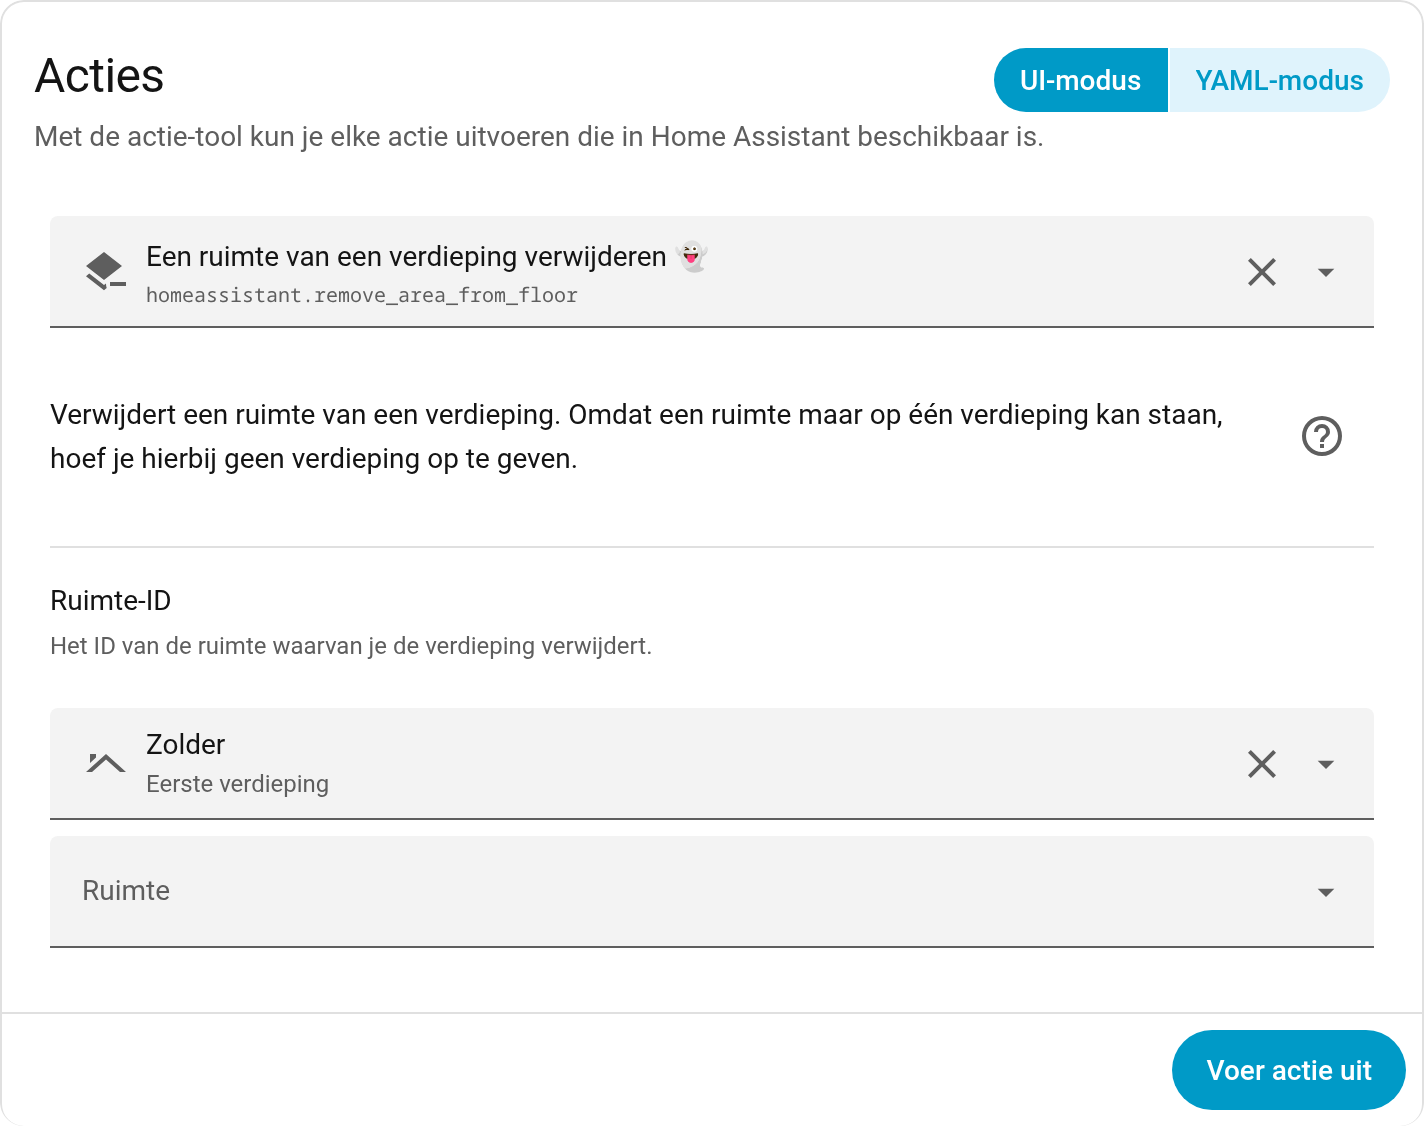 Acties
UI-modus
YAML-modus
Met de actie-tool kun je elke actie uitvoeren die in Home Assistant beschikbaar is.
Een ruimte van een verdieping verwijderen 👻
homeassistant.remove_area_from_floor
Verwijdert een ruimte van een verdieping. Omdat een ruimte maar op één verdieping kan staan,
hoef je hierbij geen verdieping op te geven.
Ruimte-ID
Het ID van de ruimte waarvan je de verdieping verwijdert.
Zolder
Eerste verdieping
Ruimte
Voer actie uit